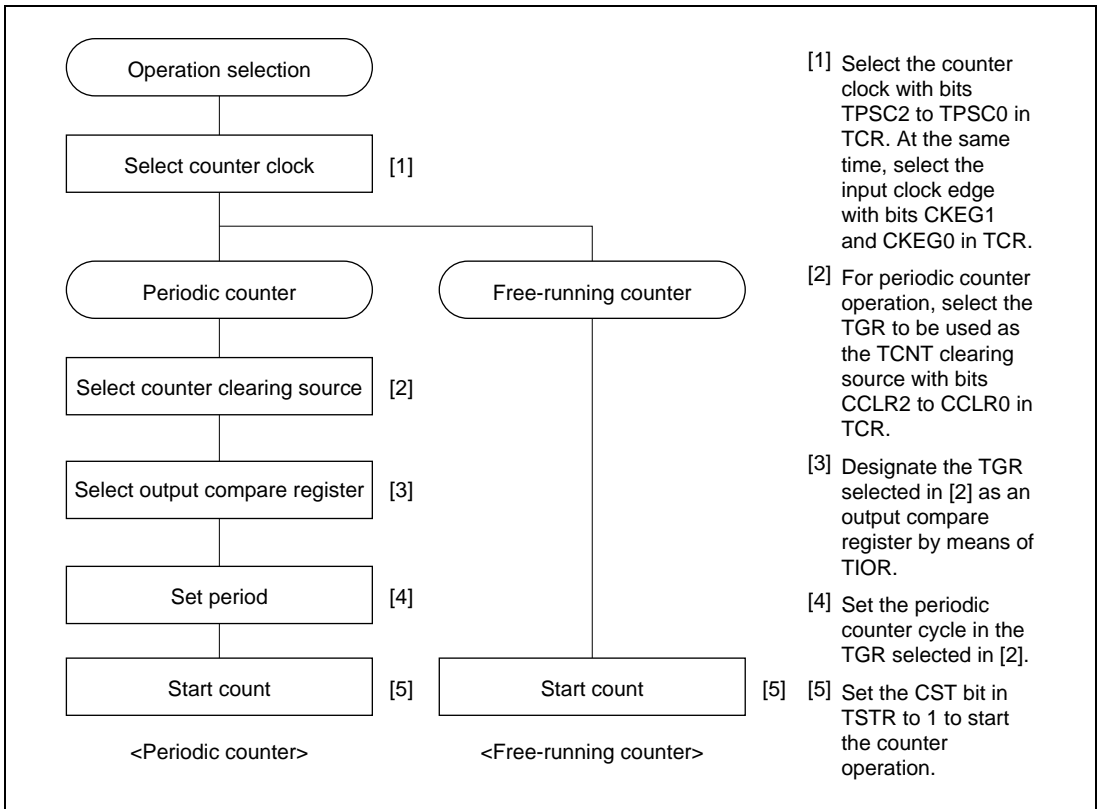 Operation selection
Select counter clock
[1]
Periodic counter
Free-running counter
Select counter clearing source
[2]
Select output compare register
[3]
Set period
[4]
Start count
[5]
Start count
[5]
<Periodic counter>
<Free-running counter>
[1] Select the counter
clock with bits
TPSC2 to TPSC0 in
TCR. At the same
time, select the
input clock edge
with bits CKEG1
and CKEG0 in TCR.
[2] For periodic counter
operation, select the
TGR to be used as
the TCNT clearing
source with bits
CCLR2 to CCLR0 in
TCR.
[3] Designate the TGR
selected in [2] as an
output compare
register by means of
TIOR.
[4] Set the periodic
counter cycle in the
TGR selected in [2].
[5] Set the CST bit in
TSTR to 1 to start
the counter
operation.